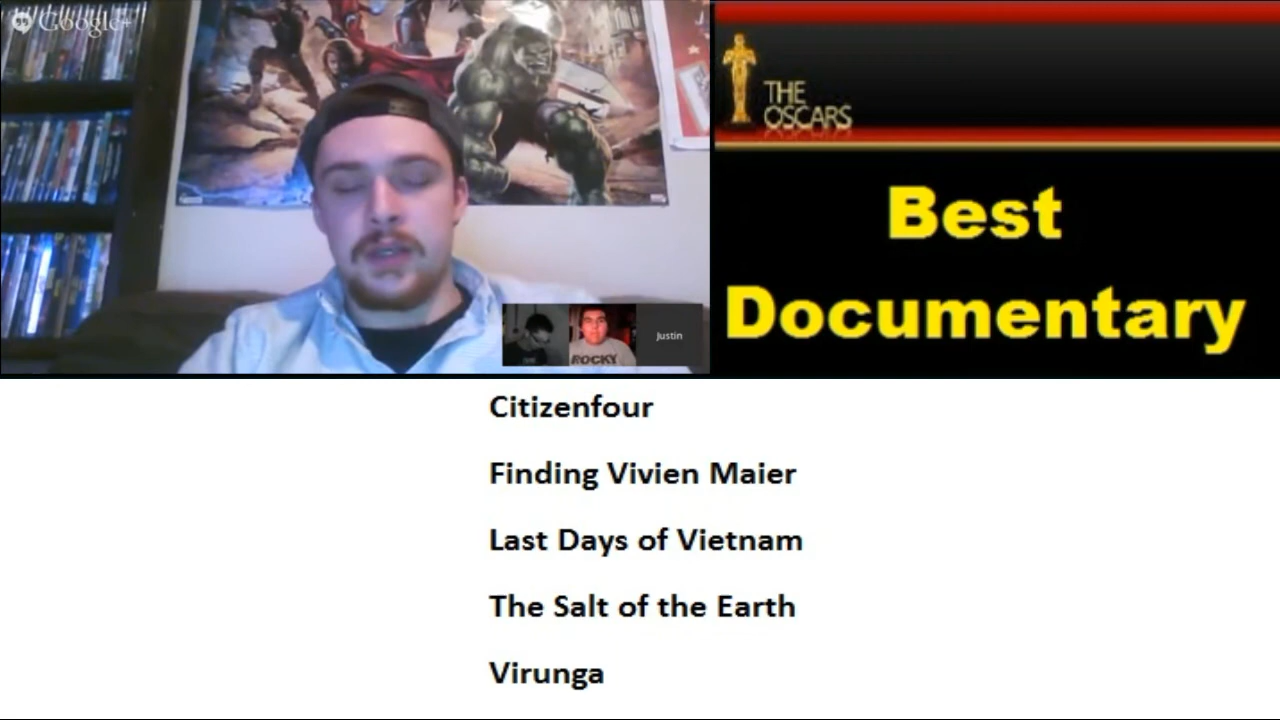 Google+
THE
OSCARS
Best
Documentary
Justin
ROCKY
Citizenfour
Finding Vivien Maier
Last Days of Vietnam
The Salt of the Earth
Virunga